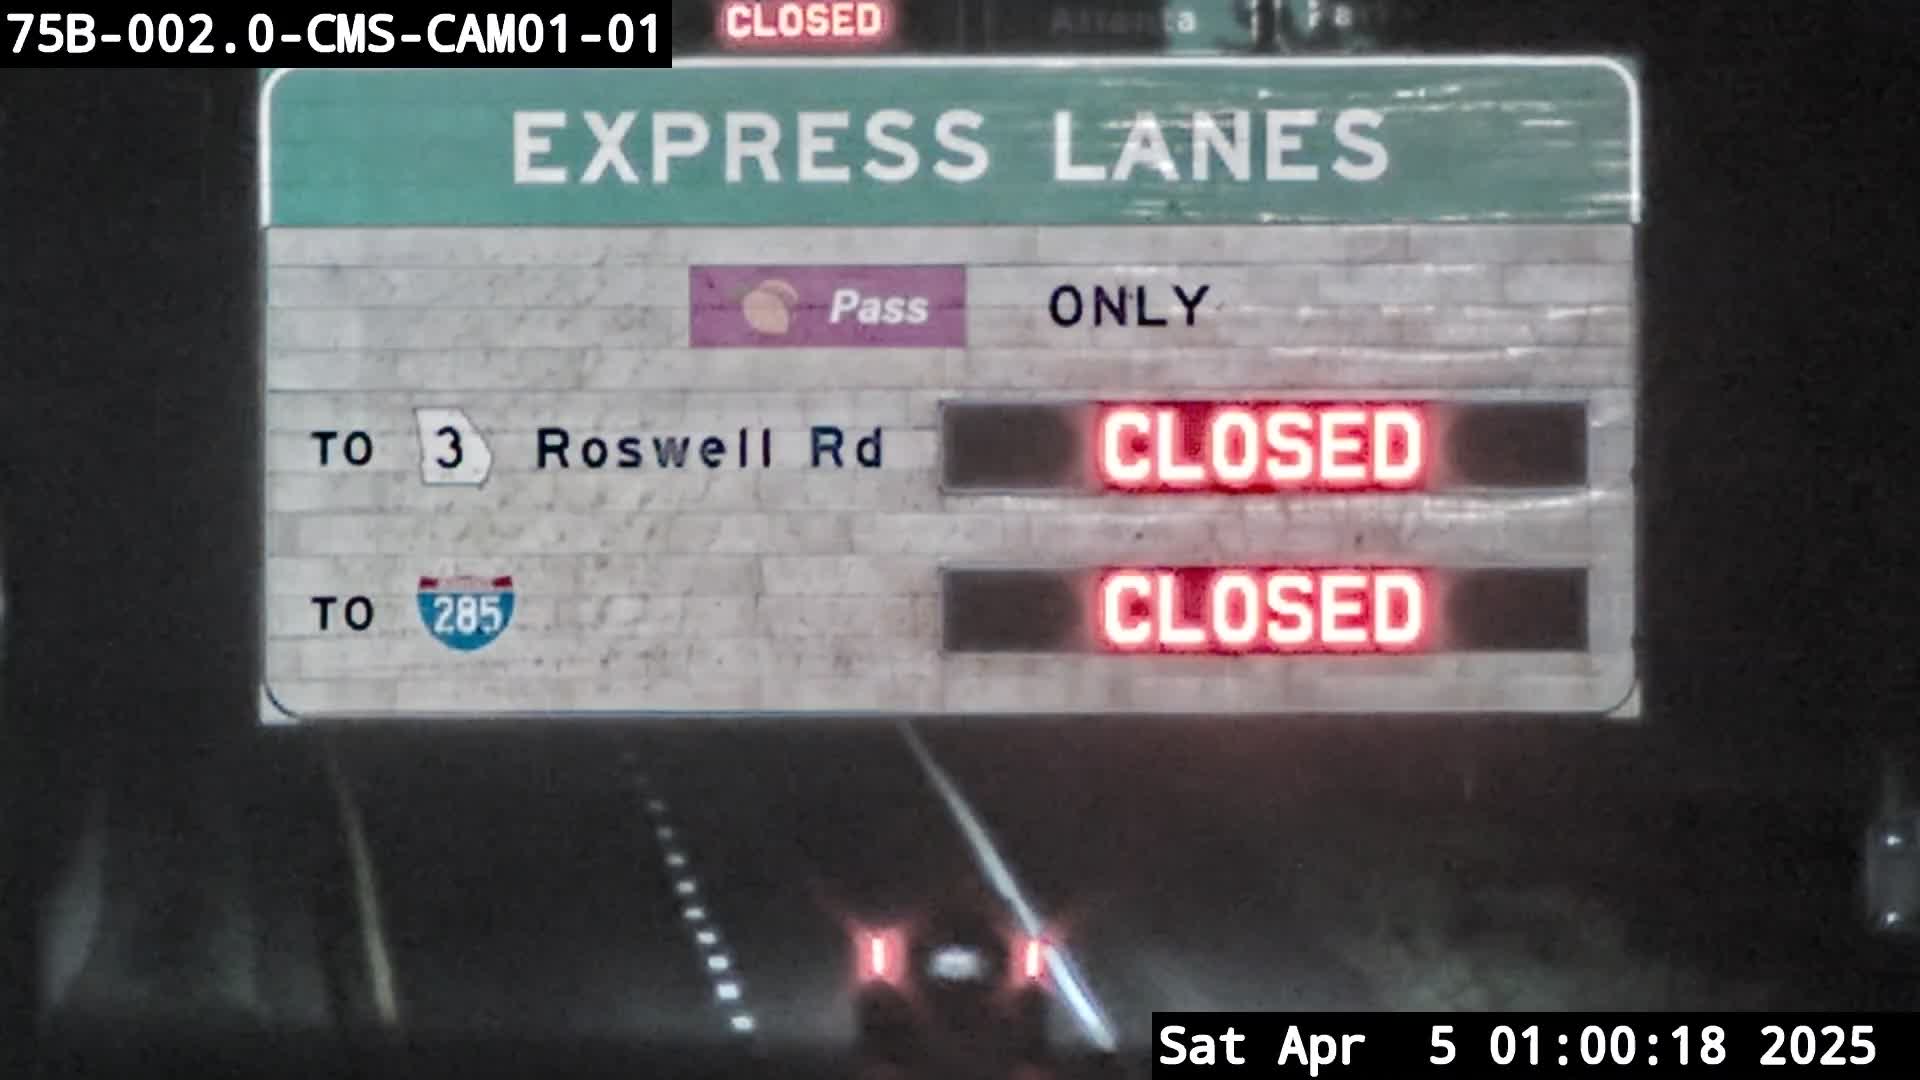 75B-002.0-CMS-CAM01-01
CLOSED
Atlanta
EXPRESS LANES
Pass ONLY
TO 3 Roswell Rd CLOSED
TO 285 CLOSED
Sat Apr 5 01:00:18 2025